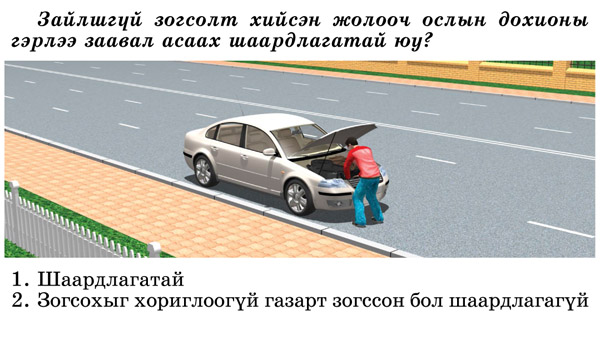 Зайлшгүй зогсолт хийсэн жолооч ослын дохионы
гэрлээ заавал асаах шаардлагатай юу?
1. Шаардлагатай
2. Зогсохыг хориглоогүй газарт зогссон бол шаардлагагүй